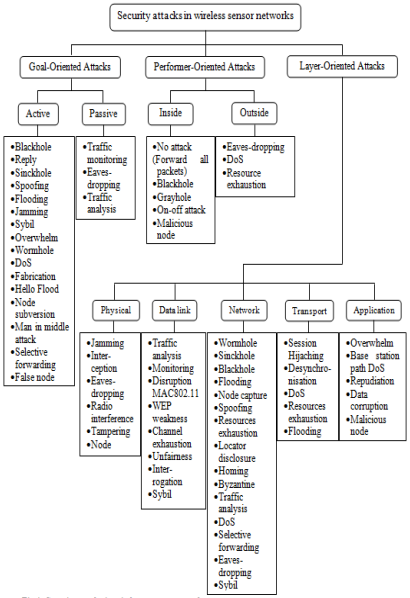 Security attacks in wireless sensor networks
Goal-Oriented Attacks
Performer-Oriented Attacks
Layer-Oriented Attacks
Active
Passive
Inside
Outside
•Blackhole
•Reply
•Sinckhole
•Spoofing
•Flooding
•Jamming
•Sybil
•Overwhelm
•Wormhole
•DoS
•Fabrication
•Hello Flood
•Node
subversion
•Man in middle
attack
•Selective
forwarding
•False node
•Traffic
monitoring
•Eaves-
dropping
•Traffic
analysis
•No attack
(Forward all
packets)
•Blackhole
•Grayhole
•On-off attack
•Malicious
node
•Eaves-dropping
•DoS
•Resource
exhaustion
Physical
Data link
Network
Transport
Application
•Jamming
•Inter-
ception
•Eaves-
dropping
•Radio
interference
•Tampering
•Node
•Traffic
analysis
•Monitoring
•Disruption
MAC802.11
•WEP
weakness
•Channel
exhaustion
•Unfairness
•Inter-
rogation
•Sybil
•Wormhole
•Sinckhole
•Blackhole
•Flooding
•Node capture
•Spoofing
•Resources
exhaustion
•Locator
disclosure
•Homing
•Byzantine
•Traffic
analysis
•DoS
•Selective
forwarding
•Eaves-
dropping
•Sybil
•Session
Hijaching
•Desynchro-
nisation
•DoS
•Resources
exhaustion
•Flooding
•Overwhelm
•Base station
path DoS
•Repudiation
•Data
corruption
•Malicious
node